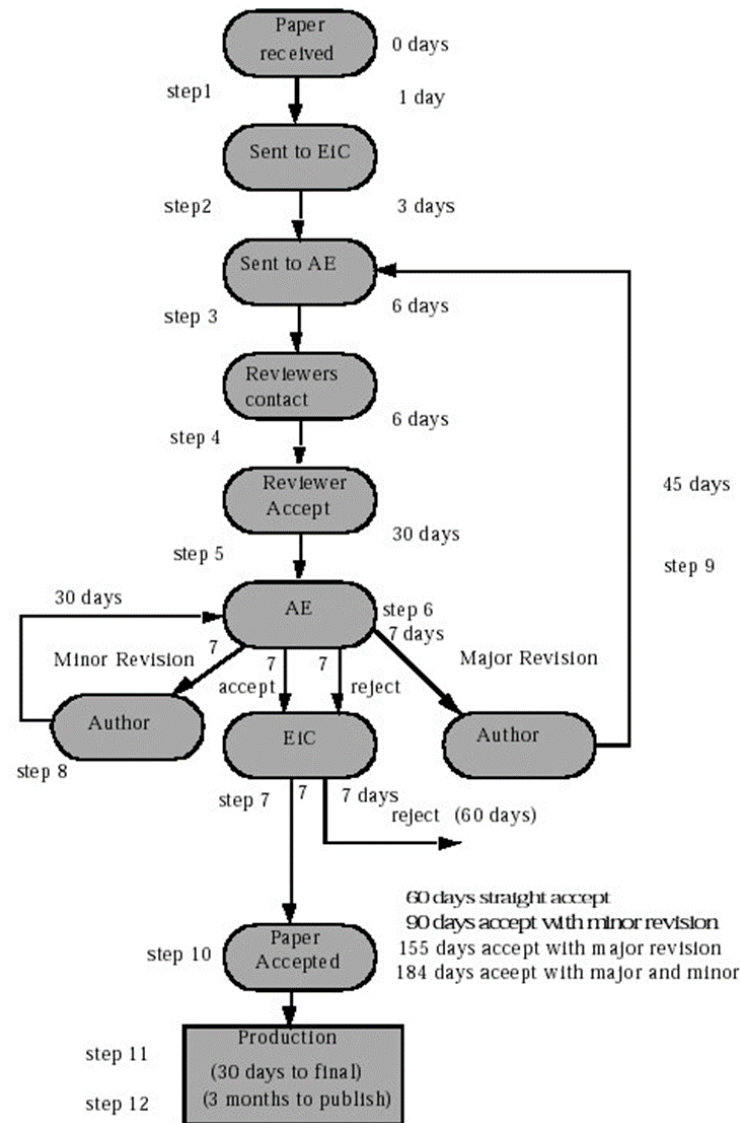 Paper
received
0 days
step1
1 day
Sent to EiC
step2
3 days
Sent to AE
6 days
step 3
Reviewers
contact
6 days
step 4
Reviewer
Accept
45 days
30 days
step 5
step 9
30 days
AE
step 6
7 days
Minor Revision
7
7
7
Major Revision
accept
reject
Author
EiC
Author
step 8
step 7
7
7 days
reject (60 days)
60 days straight accept
90 days accept with minor revision
155 days accept with major revision
184 days aceept with major and minor
step 10
Paper
Accepted
Production
step 11
(30 days to final)
(3 months to publish)
step 12